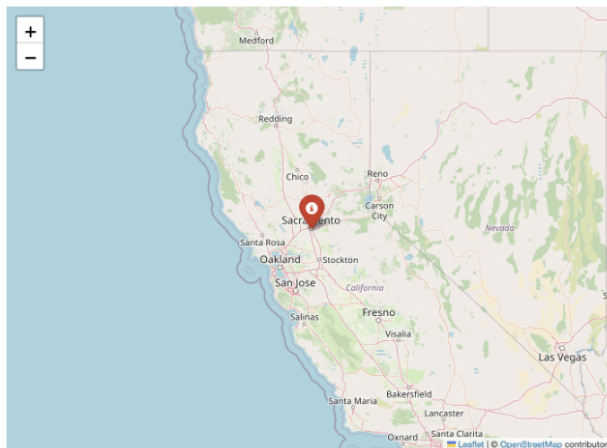 +
−
Medford
Redding
Chico
Reno
Carson
City
Sacramento
Nevada
Santa Rosa
Oakland
Stockton
San Jose
California
Salinas
Fresno
Visalia
Las Vegas
Bakersfield
Santa Maria
Lancaster
Santa Clarita
Oxnard
Leaflet | © OpenStreetMap contributor